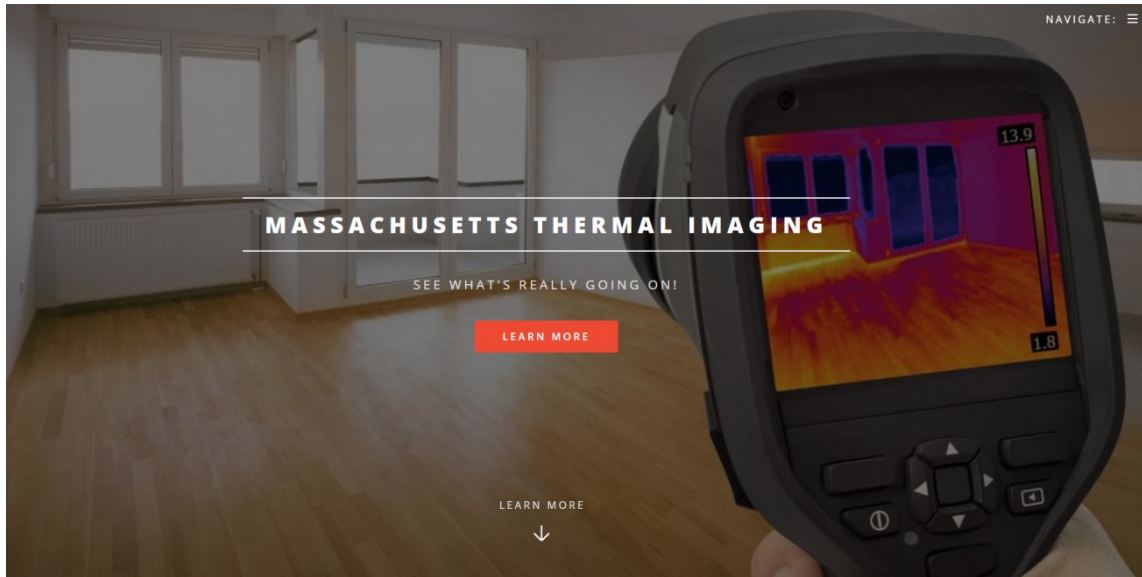 NAVIGATE:
13.9
MASSACHUSETTS THERMAL IMAGING
SEE WHAT'S REALLY GOING ON!
LEARN MORE
1.8
LEARN MORE